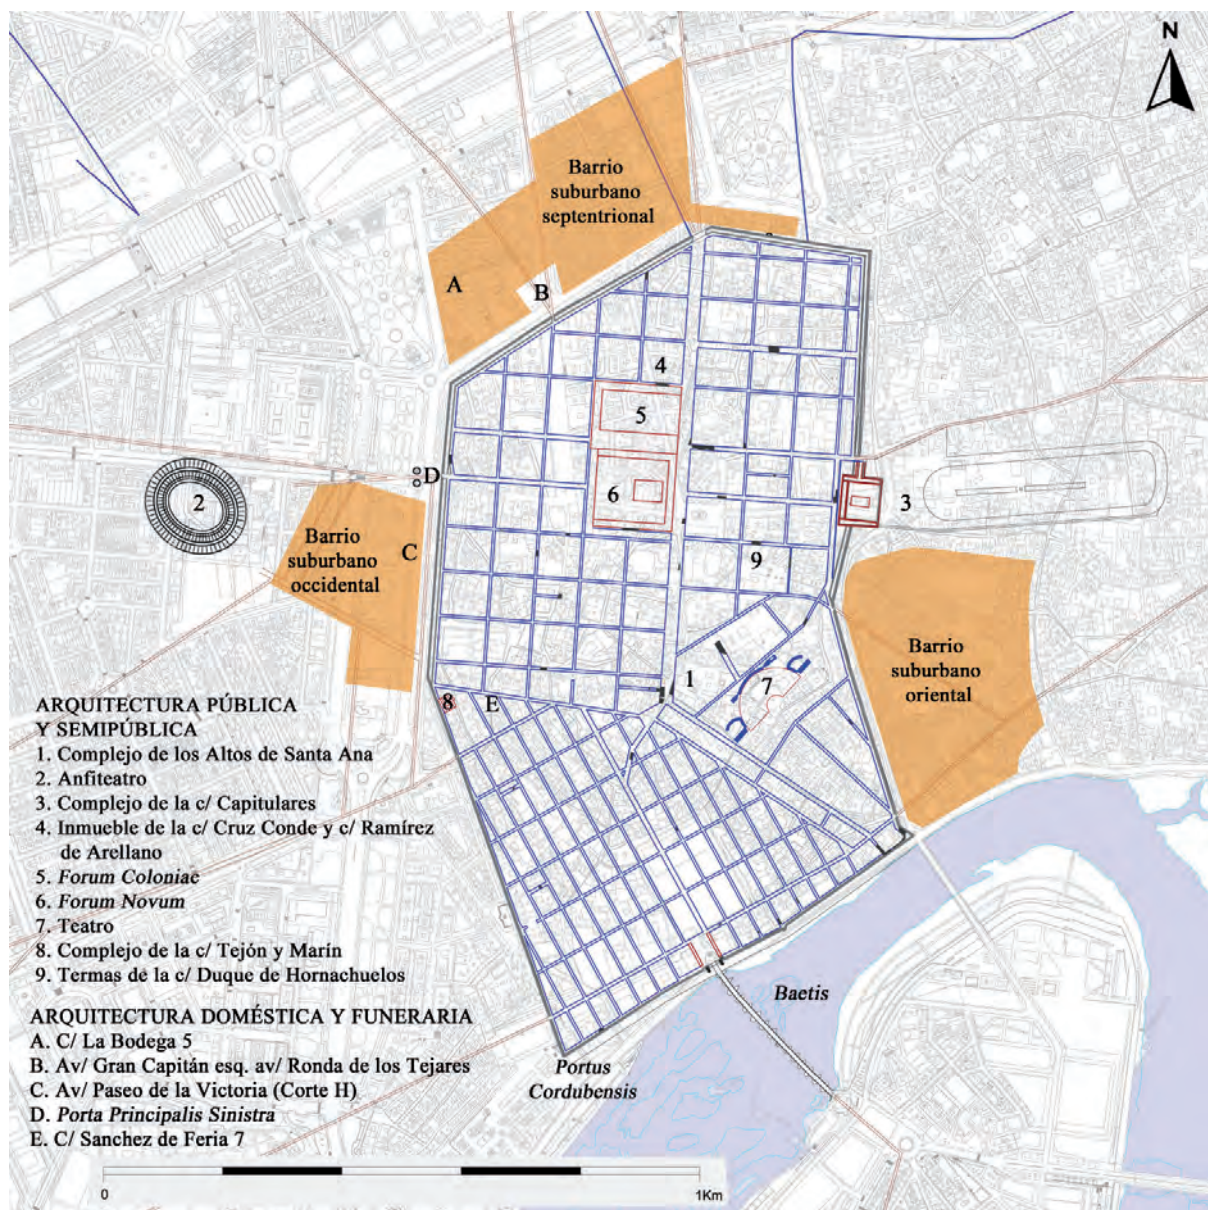 N
Barrio
suburbano
septentrional
A
B
4
5
2
D
6
3
Barrio
suburbano
occidental
C
9
Barrio
suburbano
oriental
1
7
8
E
ARQUITECTURA PÚBLICA
Y SEMIPÚBLICA
1. Complejo de los Altos de Santa Ana
2. Anfiteatro
3. Complejo de la c/ Capitulares
4. Inmueble de la c/ Cruz Conde y c/ Ramírez
de Arellano
5. Forum Coloniae
6. Forum Novum
7. Teatro
8. Complejo de la c/ Tejón y Marín
9. Termas de la c/ Duque de Hornachuelos
ARQUITECTURA DOMÉSTICA Y FUNERARIA
A. C/ La Bodega 5
B. Av/ Gran Capitán esq. av/ Ronda de los Tejares
C. Av/ Paseo de la Victoria (Corte H)
D. Porta Principalis Sinistra
E. C/ Sanchez de Feria 7
Baetis
Portus
Cordubensis
0
1Km